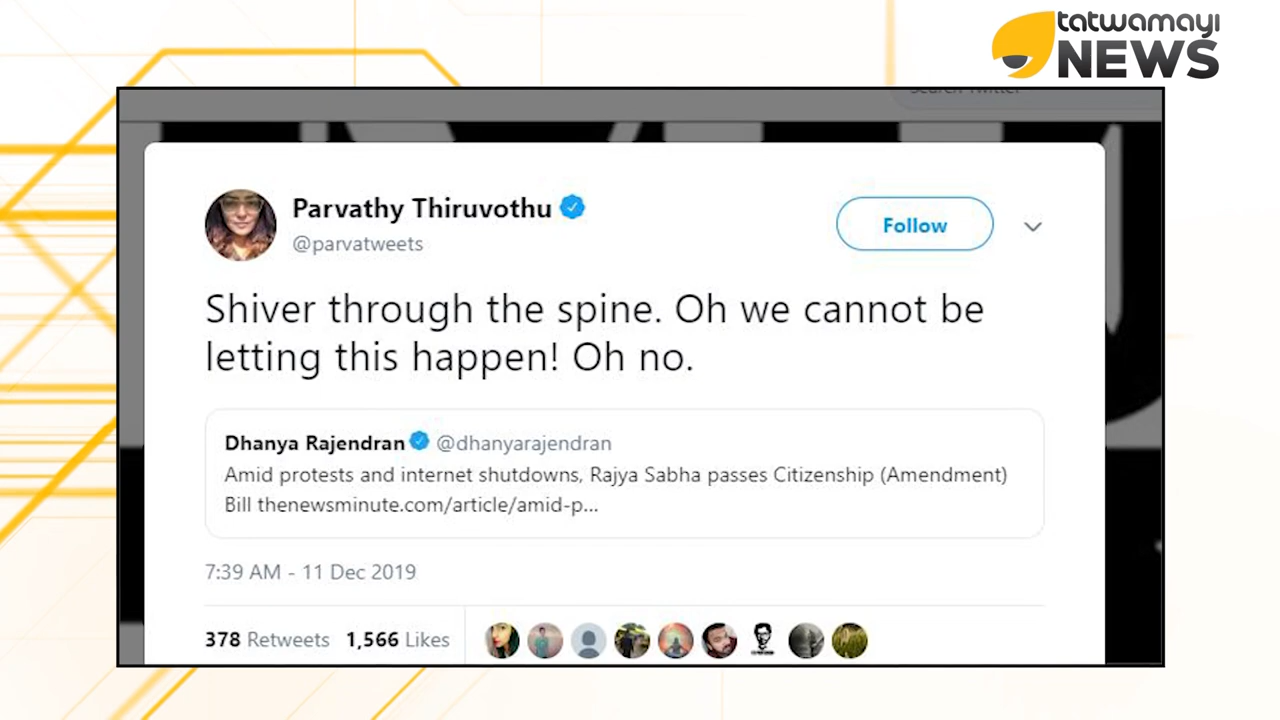 tatwamayi
NEWS
Search Twitter
Parvathy Thiruvothu
@parvatweets
Follow
Shiver through the spine. Oh we cannot be
letting this happen! Oh no.
Dhanya Rajendran @dhanyarajendran
Amid protests and internet shutdowns, Rajya Sabha passes Citizenship (Amendment)
Bill thenewsminute.com/article/amid-p...
7:39 AM - 11 Dec 2019
378 Retweets 1,566 Likes